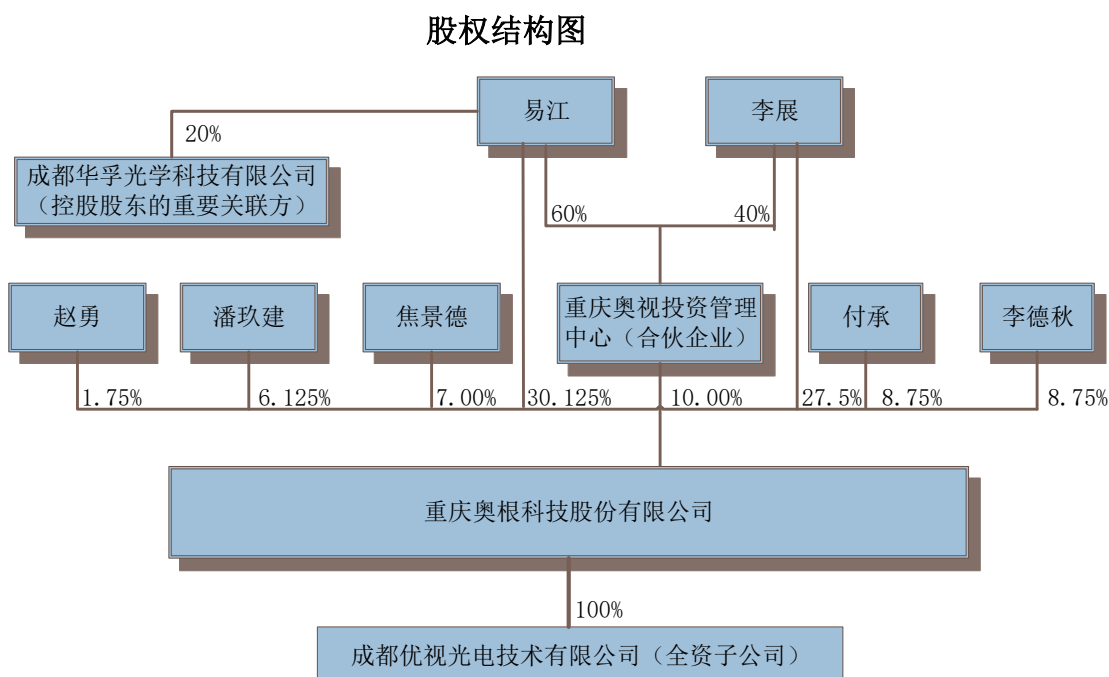 股权结构图
易江
李展
20%
成都华孚光学科技有限公司
（控股股东的重要关联方）
60%
40%
赵勇
潘玖建
焦景德
重庆奥视投资管理
中心（合伙企业）
付承
李德秋
1.75%
6.125%
7.00%
30.125%
10.00%
27.5%
8.75%
8.75%
重庆奥根科技股份有限公司
100%
成都优视光电技术有限公司（全资子公司）